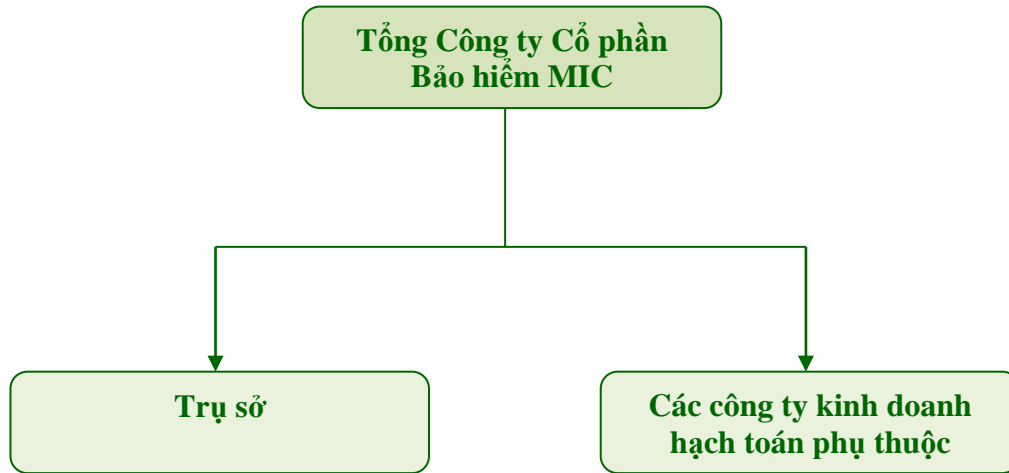 Tổng Công ty Cổ phần
Bảo hiểm MIC
Trụ sở
Các công ty kinh doanh
hạch toán phụ thuộc